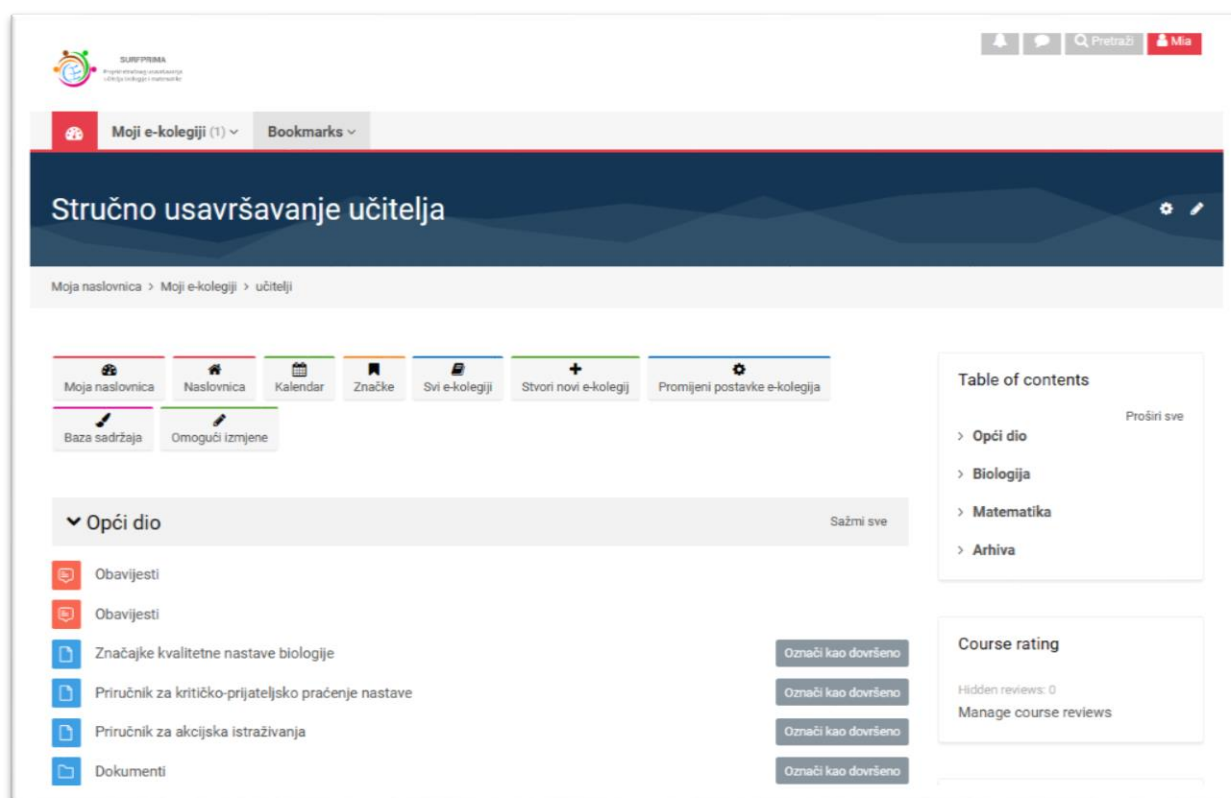 SURFPRIMA
Pretraži Mia
Moji e-kolegiji (1) Bookmarks
Stručno usavršavanje učitelja
Moja naslovnica > Moji e-kolegiji > učitelji
Moja naslovnica Naslovnica Kalendar Značke Svi e-kolegiji Stvori novi e-kolegij Promijeni postavke e-kolegija
Baza sadržaja Omogući izmjene
Opći dio Sažmi sve
Obavijesti
Obavijesti
Značajke kvalitetne nastave biologije Označi kao dovršeno
Priručnik za kritičko-prijateljsko praćenje nastave Označi kao dovršeno
Priručnik za akcijska istraživanja Označi kao dovršeno
Dokumenti Označi kao dovršeno
Table of contents
Proširi sve
> Opći dio
> Biologija
> Matematika
> Arhiva
Course rating
Hidden reviews: 0
Manage course reviews